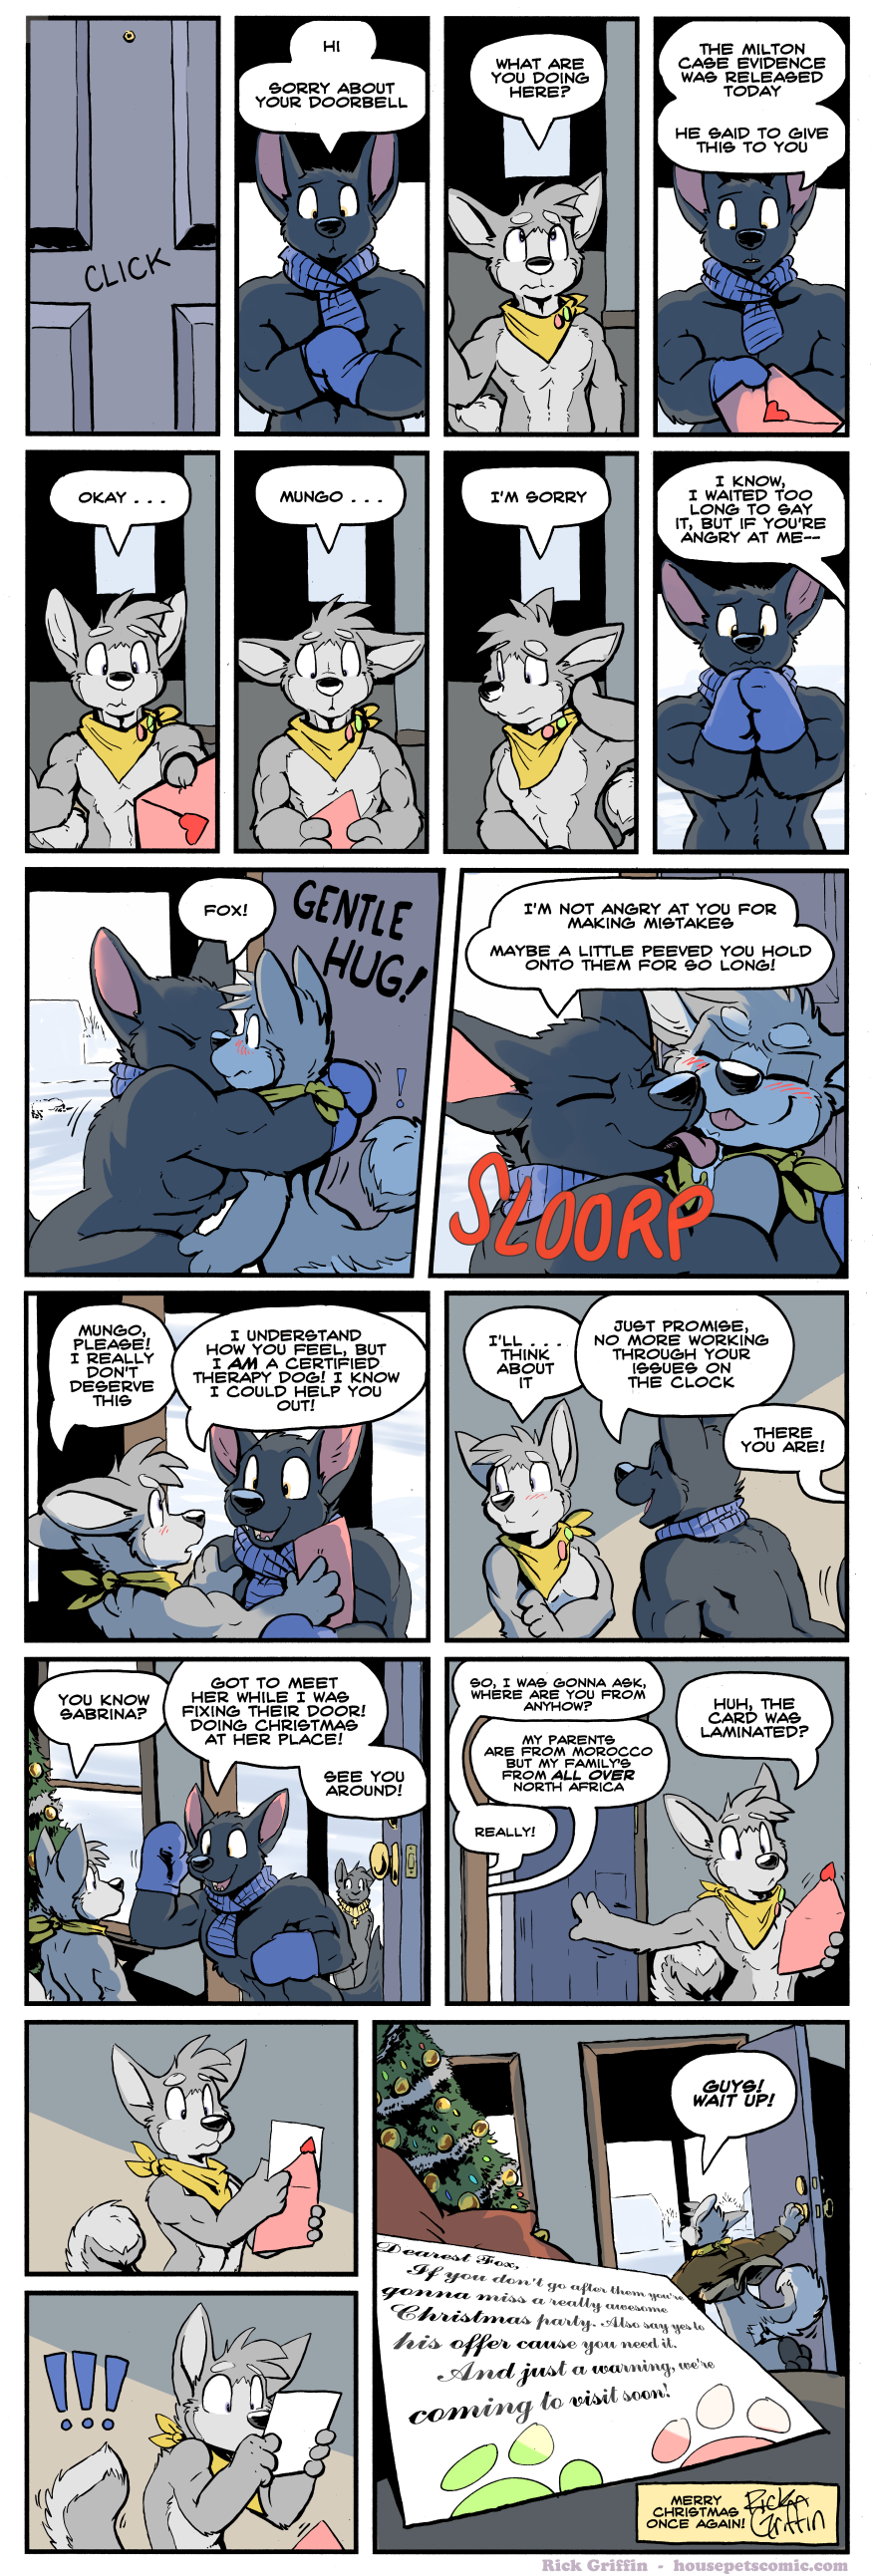 CLICK
HI
SORRY ABOUT
YOUR DOORBELL
WHAT ARE
YOU DOING
HERE?
THE MILTON
CASE EVIDENCE
WAS RELEASED
TODAY
HE SAID TO GIVE
THIS TO YOU
OKAY . . .
MUNGO . . .
I'M SORRY
I KNOW,
I WAITED TOO
LONG TO SAY
IT, BUT IF YOU'RE
ANGRY AT ME--
FOX!
GENTLE
HUG!
!
I'M NOT ANGRY AT YOU FOR
MAKING MISTAKES
MAYBE A LITTLE PEEVED YOU HOLD
ONTO THEM FOR SO LONG!
SLOORP
MUNGO,
PLEASE!
I REALLY
DON'T
DESERVE
THIS
I UNDERSTAND
HOW YOU FEEL, BUT
I AM A CERTIFIED
THERAPY DOG! I KNOW
I COULD HELP YOU
OUT!
I'LL . . .
THINK
ABOUT
IT
JUST PROMISE,
NO MORE WORKING
THROUGH YOUR
ISSUES ON
THE CLOCK
THERE
YOU ARE!
YOU KNOW
SABRINA?
GOT TO MEET
HER WHILE I WAS
FIXING THEIR DOOR!
DOING CHRISTMAS
AT HER PLACE!
SEE YOU
AROUND!
SO, I WAS GONNA ASK,
WHERE ARE YOU FROM
ANYHOW?
MY PARENTS
ARE FROM MOROCCO
BUT MY FAMILY'S
FROM ALL OVER
NORTH AFRICA
REALLY!
HUH, THE
CARD WAS
LAMINATED?
!!!
GUYS!
WAIT UP!
Dearest Fox,
If you don't go after them you're
gonna miss a really awesome
Christmas party. Also say yes to
his offer cause you need it.
And just a warning, we're
coming to visit soon!
MERRY
CHRISTMAS
ONCE AGAIN!
Rick
Griffin
Rick Griffin - housepetscomic.com